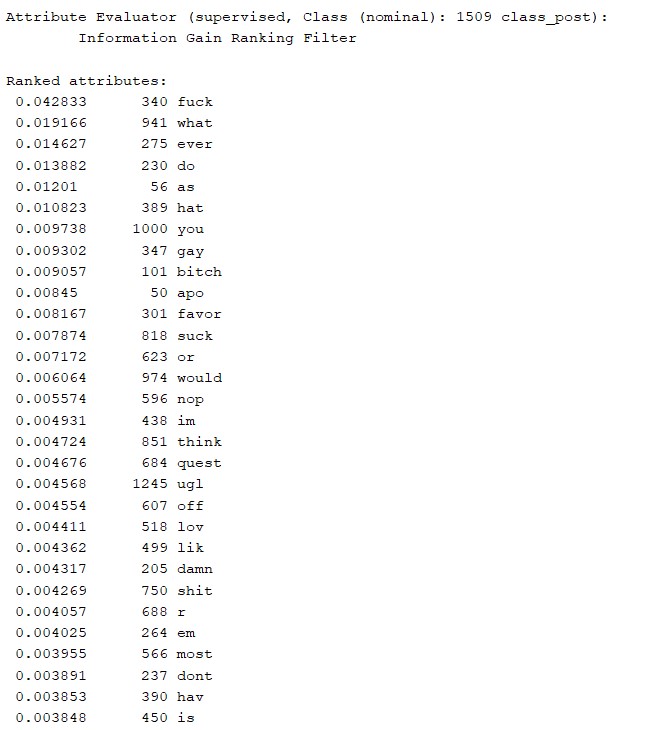 Attribute Evaluator (supervised, Class (nominal): 1509 class_post):
Information Gain Ranking Filter
Ranked attributes:
0.042833 340 fuck
0.019166 941 what
0.014627 275 ever
0.013882 230 do
0.01201 56 as
0.010823 389 hat
0.009738 1000 you
0.009302 347 gay
0.009057 101 bitch
0.00845 50 apo
0.008167 301 favor
0.007874 818 suck
0.007172 623 or
0.006064 974 would
0.005574 596 nop
0.004931 438 im
0.004724 851 think
0.004676 684 quest
0.004568 1245 ugl
0.004554 607 off
0.004411 518 lov
0.004362 499 lik
0.004317 205 damn
0.004269 750 shit
0.004057 688 r
0.004025 264 em
0.003955 566 most
0.003891 237 dont
0.003853 390 hav
0.003848 450 is